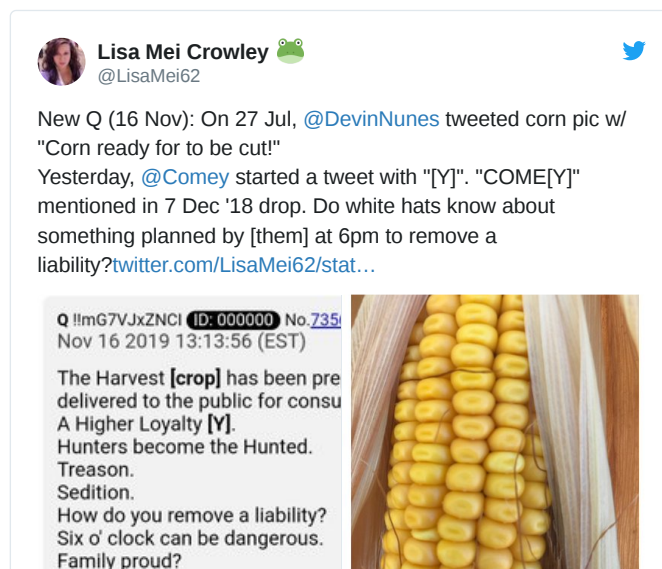 Lisa Mei Crowley 🐸
@LisaMei62
New Q (16 Nov): On 27 Jul, @DevinNunes tweeted corn pic w/
"Corn ready for to be cut!"
Yesterday, @Comey started a tweet with "[Y]". "COME[Y]"
mentioned in 7 Dec '18 drop. Do white hats know about
something planned by [them] at 6pm to remove a
liability?twitter.com/LisaMei62/stat…
Q !!mG7VJxZNCI ID: 000000 No.735
Nov 16 2019 13:13:56 (EST)
The Harvest [crop] has been pre
delivered to the public for consu
A Higher Loyalty [Y].
Hunters become the Hunted.
Treason.
Sedition.
How do you remove a liability?
Six o' clock can be dangerous.
Family proud?